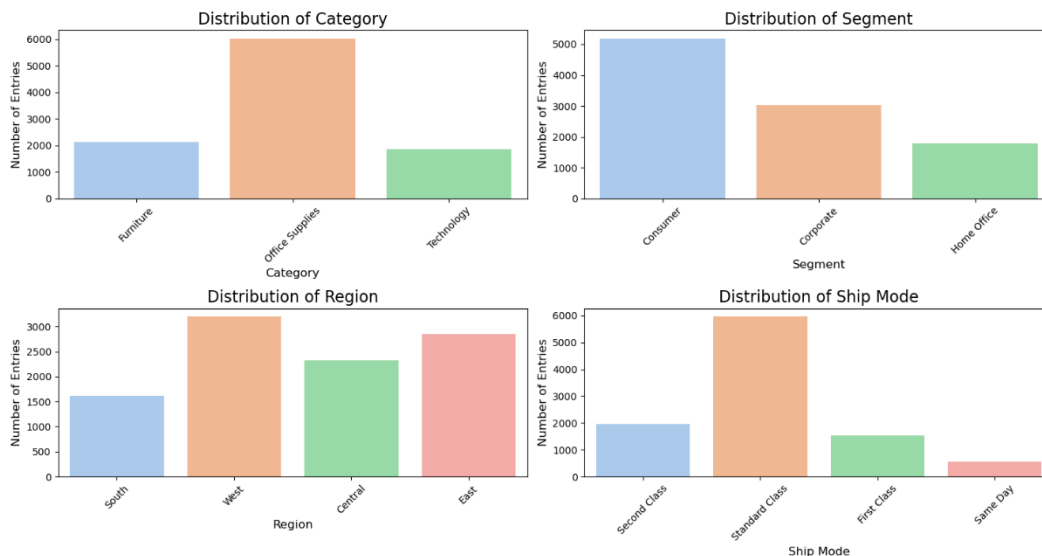 Distribution of Category
Number of Entries
6000
5000
4000
3000
2000
1000
0
Furniture
Office Supplies
Technology
Category
Distribution of Segment
Number of Entries
5000
4000
3000
2000
1000
0
Consumer
Corporate
Home Office
Segment
Distribution of Region
Number of Entries
3000
2500
2000
1500
1000
500
0
South
West
Central
East
Region
Distribution of Ship Mode
Number of Entries
6000
5000
4000
3000
2000
1000
0
Second Class
Standard Class
First Class
Same Day
Ship Mode